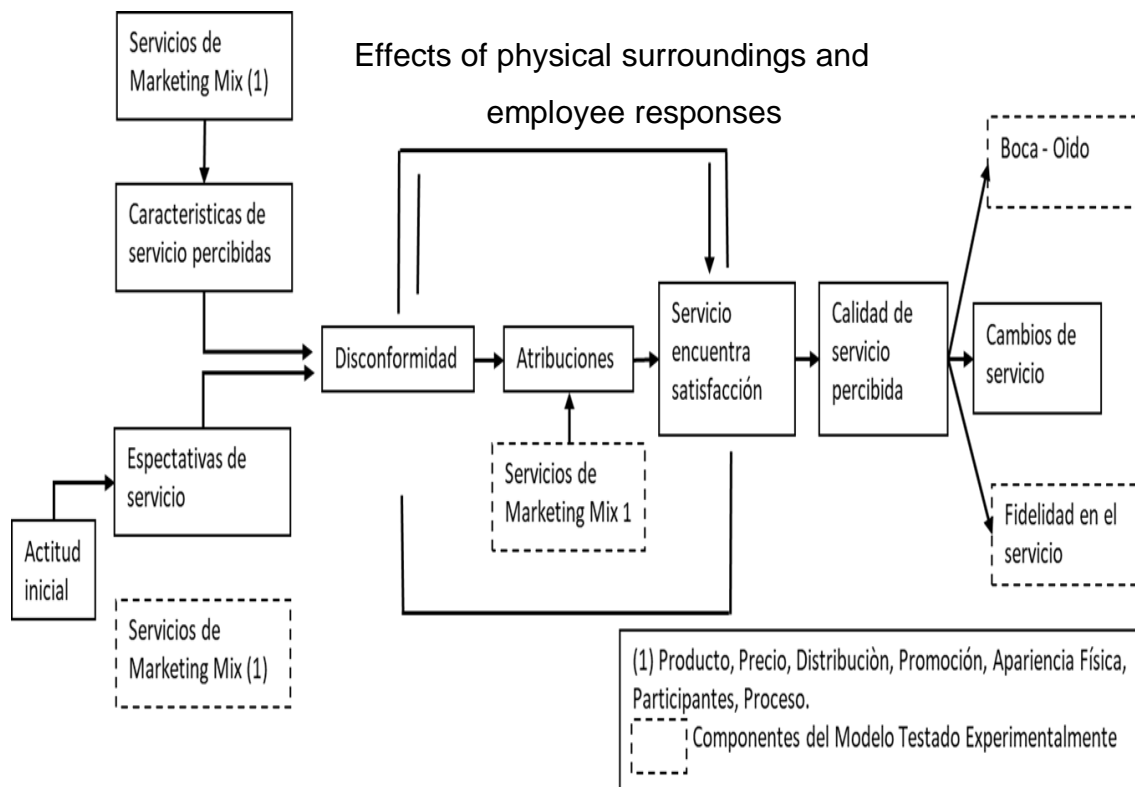 Effects of physical surroundings and
employee responses
Servicios de
Marketing Mix (1)
Caracteristicas de
servicio percibidas
Espectativas de
servicio
Actitud
inicial
Servicios de
Marketing Mix (1)
Disconformidad
Atribuciones
Servicios de
Marketing Mix 1
Servicio
encuentra
satisfacción
Calidad de
servicio
percibida
Boca - Oido
Cambios de
servicio
Fidelidad en el
servicio
(1) Producto, Precio, Distribuciòn, Promoción, Apariencia Física,
Participantes, Proceso.
Componentes del Modelo Testado Experimentalmente